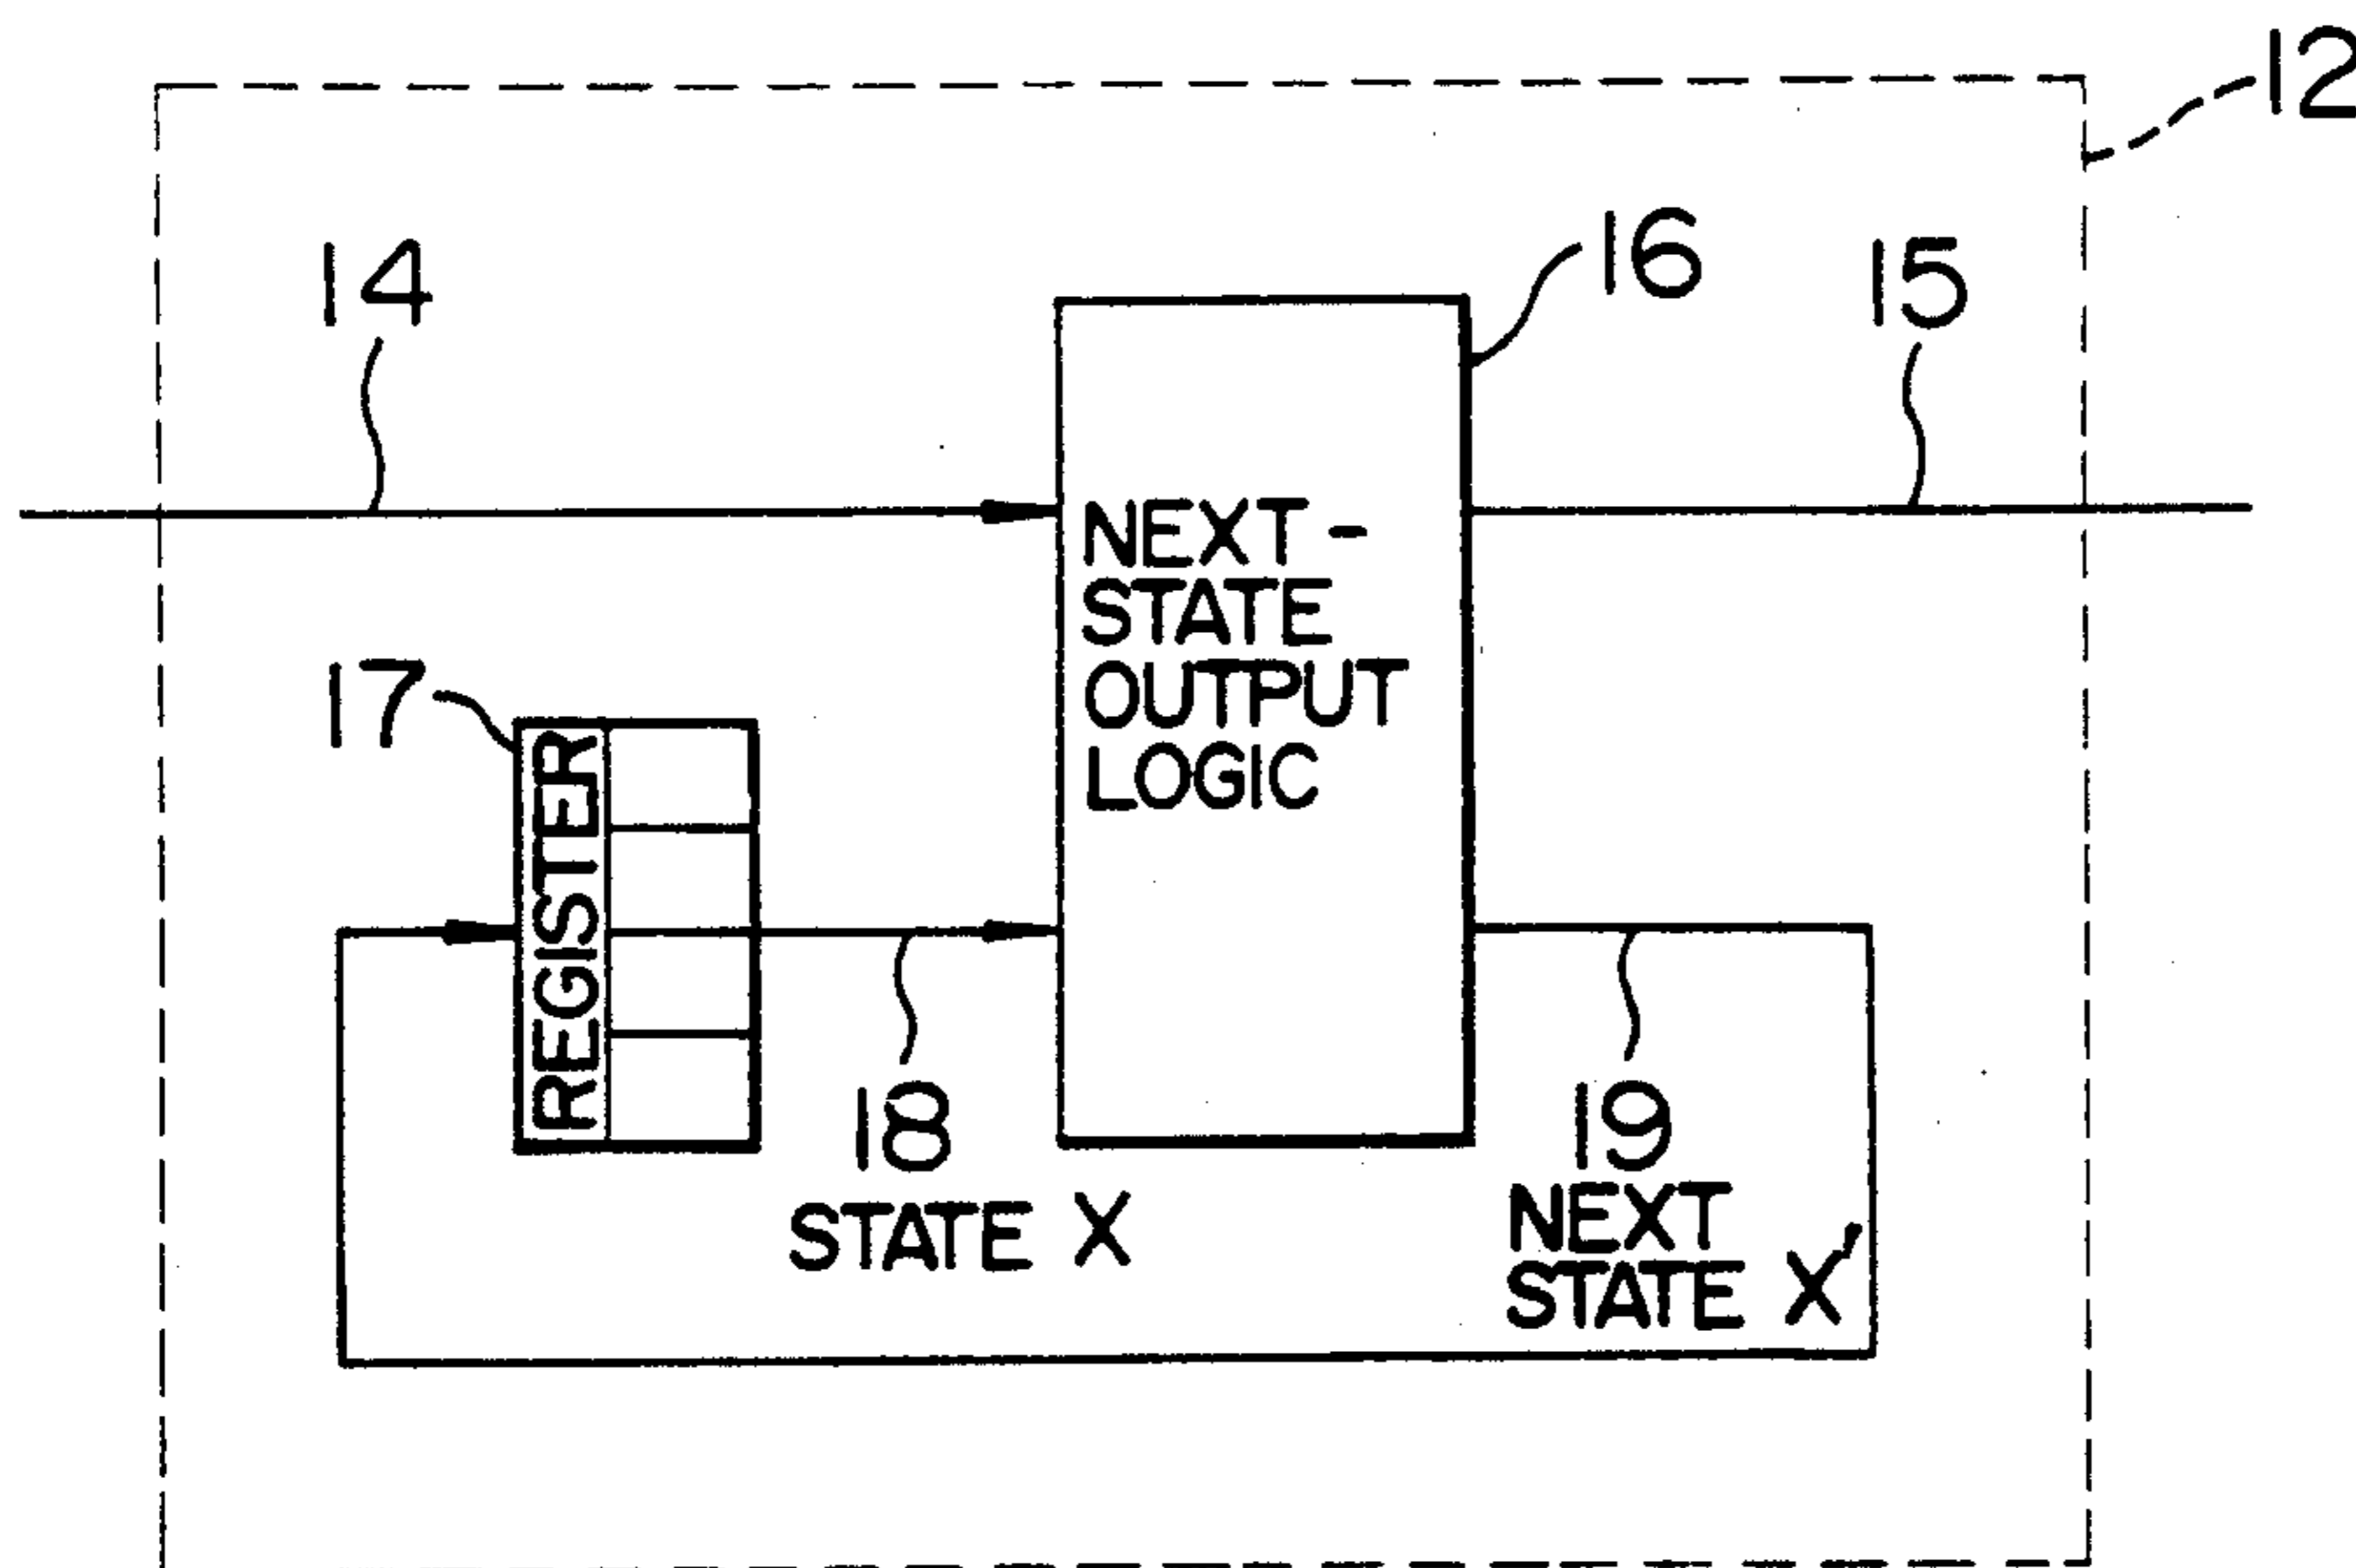 12
14
16
15
NEXT-
STATE
OUTPUT
LOGIC
17
REGISTER
18
STATE X
19
NEXT
STATE X'